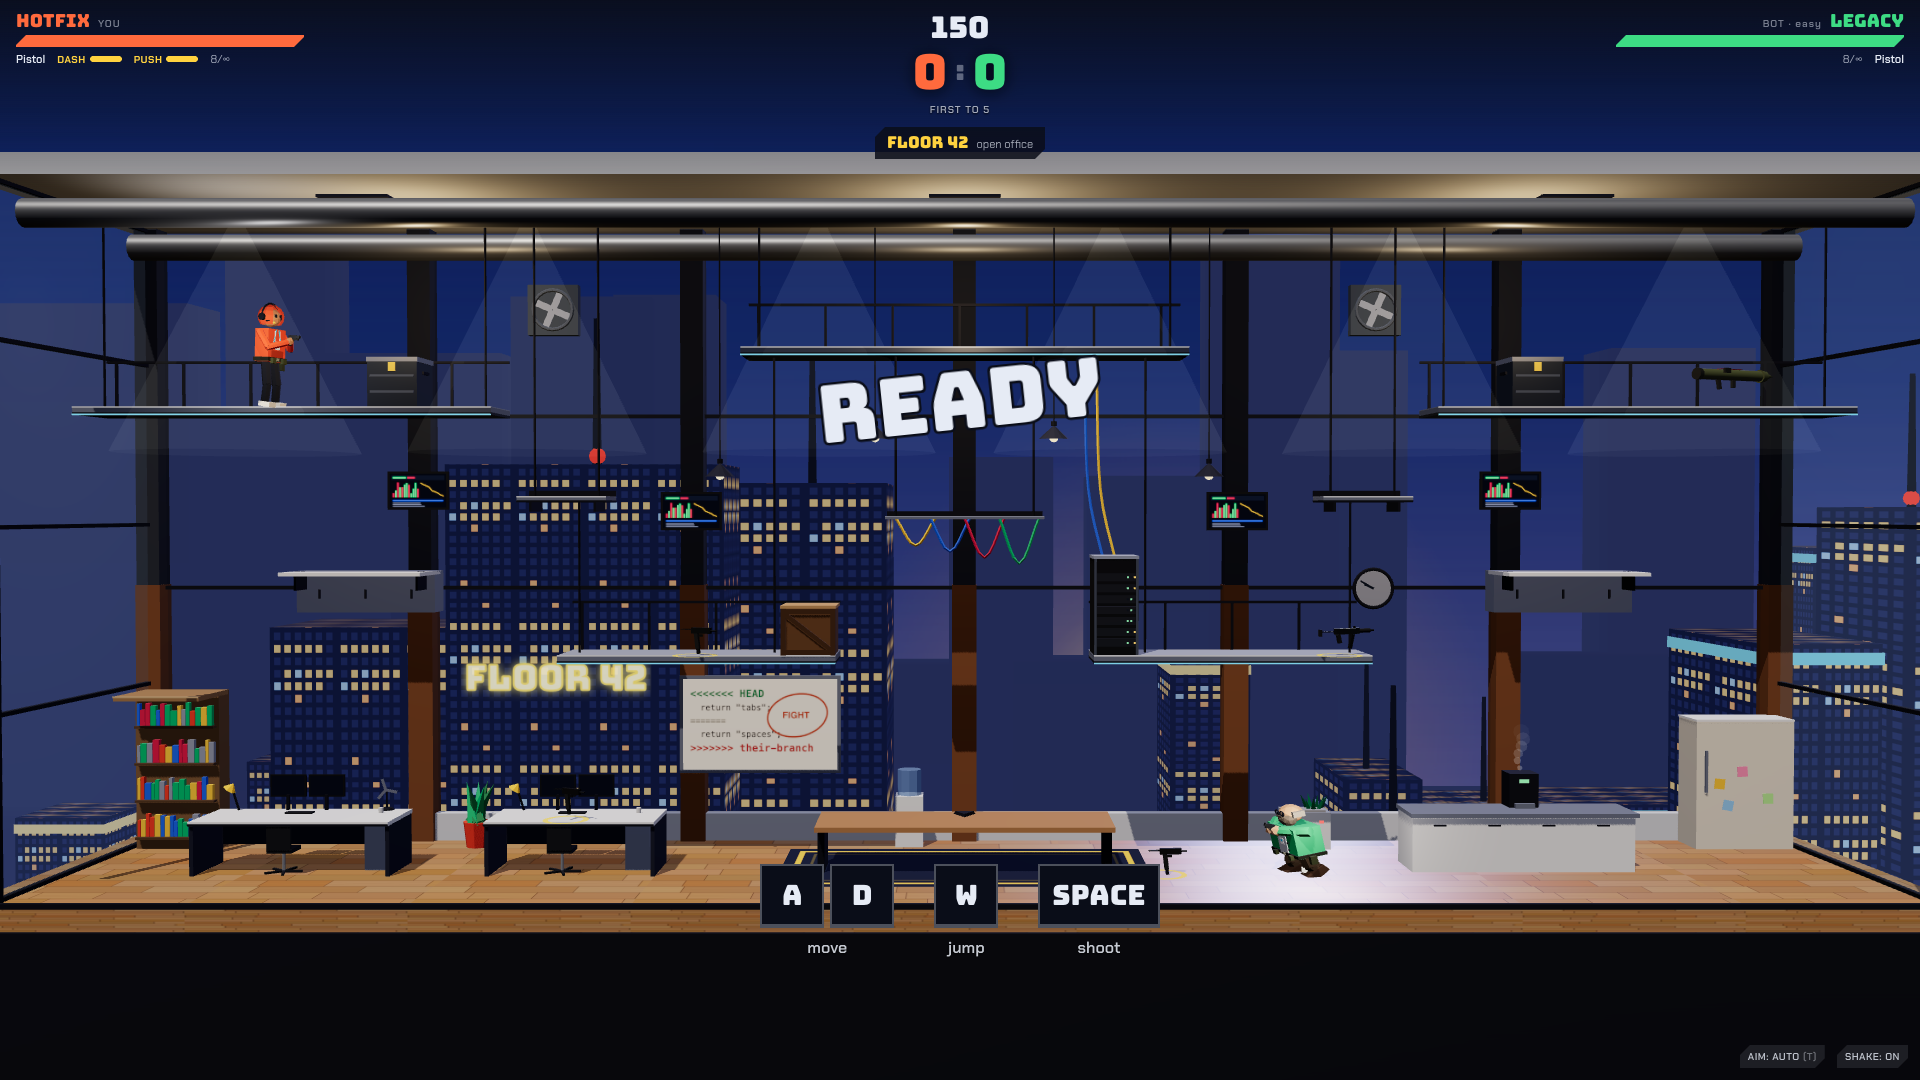 HOTFIX YOU
Pistol DASH PUSH 8/∞
150
0 : 0
FIRST TO 5
BOT · easy LEGACY
8/∞ Pistol
FLOOR 42 open office
READY
FLOOR 42
<<<<<<< HEAD
return "tabs";
=======
return "spaces";
>>>>>>> their-branch
FIGHT
A D W SPACE
move jump shoot
AIM: AUTO (T) SHAKE: ON